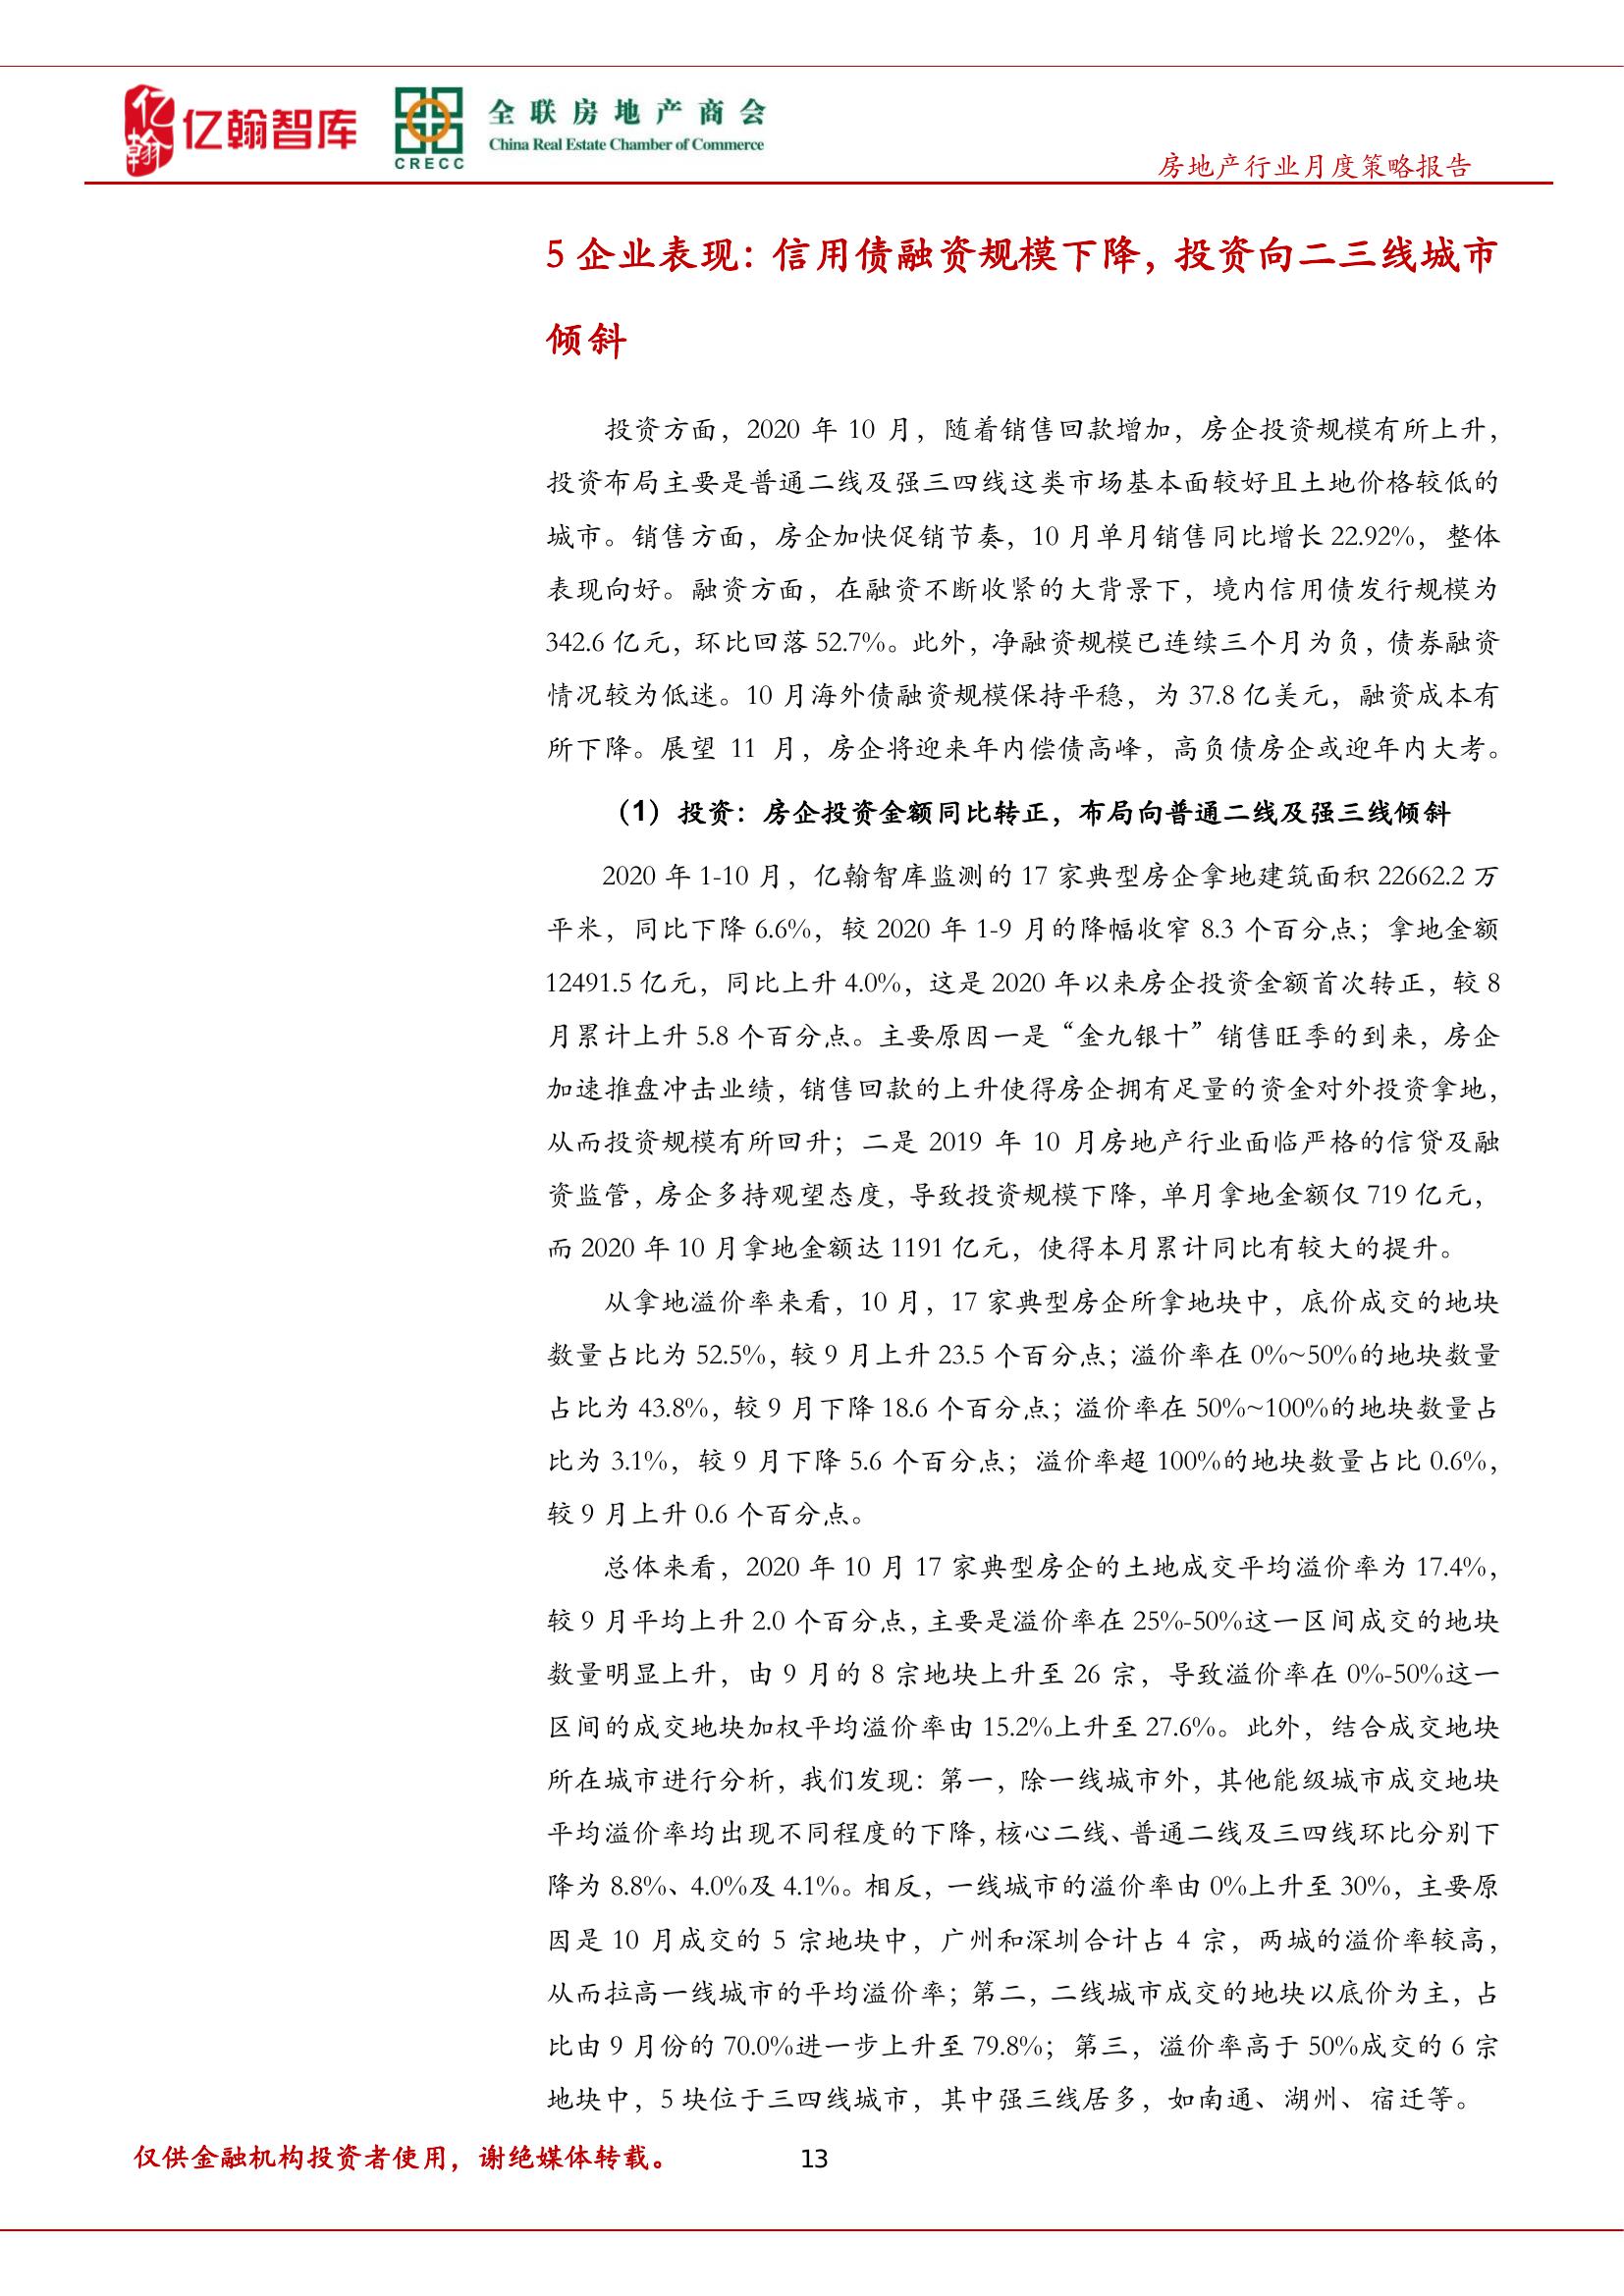 亿翰
亿翰智库
CRECC
全联房地产商会
China Real Estate Chamber of Commerce
房地产行业月度策略报告
5 企业表现：信用债融资规模下降，投资向二三线城市
倾斜
投资方面，2020 年 10 月，随着销售回款增加，房企投资规模有所上升，
投资布局主要是普通二线及强三四线这类市场基本面较好且土地价格较低的
城市。销售方面，房企加快促销节奏，10 月单月销售同比增长 22.92%，整体
表现向好。融资方面，在融资不断收紧的大背景下，境内信用债发行规模为
342.6 亿元，环比回落 52.7%。此外，净融资规模已连续三个月为负，债券融资
情况较为低迷。10 月海外债融资规模保持平稳，为 37.8 亿美元，融资成本有
所下降。展望 11 月，房企将迎来年内偿债高峰，高负债房企或迎年内大考。
（1）投资：房企投资金额同比转正，布局向普通二线及强三线倾斜
2020 年 1-10 月，亿翰智库监测的 17 家典型房企拿地建筑面积 22662.2 万
平米，同比下降 6.6%，较 2020 年 1-9 月的降幅收窄 8.3 个百分点；拿地金额
12491.5 亿元，同比上升 4.0%，这是 2020 年以来房企投资金额首次转正，较 8
月累计上升 5.8 个百分点。主要原因一是“金九银十”销售旺季的到来，房企
加速推盘冲击业绩，销售回款的上升使得房企拥有足量的资金对外投资拿地，
从而投资规模有所回升；二是 2019 年 10 月房地产行业面临严格的信贷及融
资监管，房企多持观望态度，导致投资规模下降，单月拿地金额仅 719 亿元，
而 2020 年 10 月拿地金额达 1191 亿元，使得本月累计同比有较大的提升。
从拿地溢价率来看，10 月，17 家典型房企所拿地块中，底价成交的地块
数量占比为 52.5%，较 9 月上升 23.5 个百分点；溢价率在 0%~50%的地块数量
占比为 43.8%，较 9 月下降 18.6 个百分点；溢价率在 50%~100%的地块数量占
比为 3.1%，较 9 月下降 5.6 个百分点；溢价率超 100%的地块数量占比 0.6%，
较 9 月上升 0.6 个百分点。
总体来看，2020 年 10 月 17 家典型房企的土地成交平均溢价率为 17.4%，
较 9 月平均上升 2.0 个百分点，主要是溢价率在 25%-50%这一区间成交的地块
数量明显上升，由 9 月的 8 宗地块上升至 26 宗，导致溢价率在 0%-50%这一
区间的成交地块加权平均溢价率由 15.2%上升至 27.6%。此外，结合成交地块
所在城市进行分析，我们发现：第一，除一线城市外，其他能级城市成交地块
平均溢价率均出现不同程度的下降，核心二线、普通二线及三四线环比分别下
降为 8.8%、4.0%及 4.1%。相反，一线城市的溢价率由 0%上升至 30%，主要原
因是 10 月成交的 5 宗地块中，广州和深圳合计占 4 宗，两城的溢价率较高，
从而拉高一线城市的平均溢价率；第二，二线城市成交的地块以底价为主，占
比由 9 月份的 70.0%进一步上升至 79.8%；第三，溢价率高于 50%成交的 6 宗
地块中，5 块位于三四线城市，其中强三线居多，如南通、湖州、宿迁等。
仅供金融机构投资者使用，谢绝媒体转载。
13